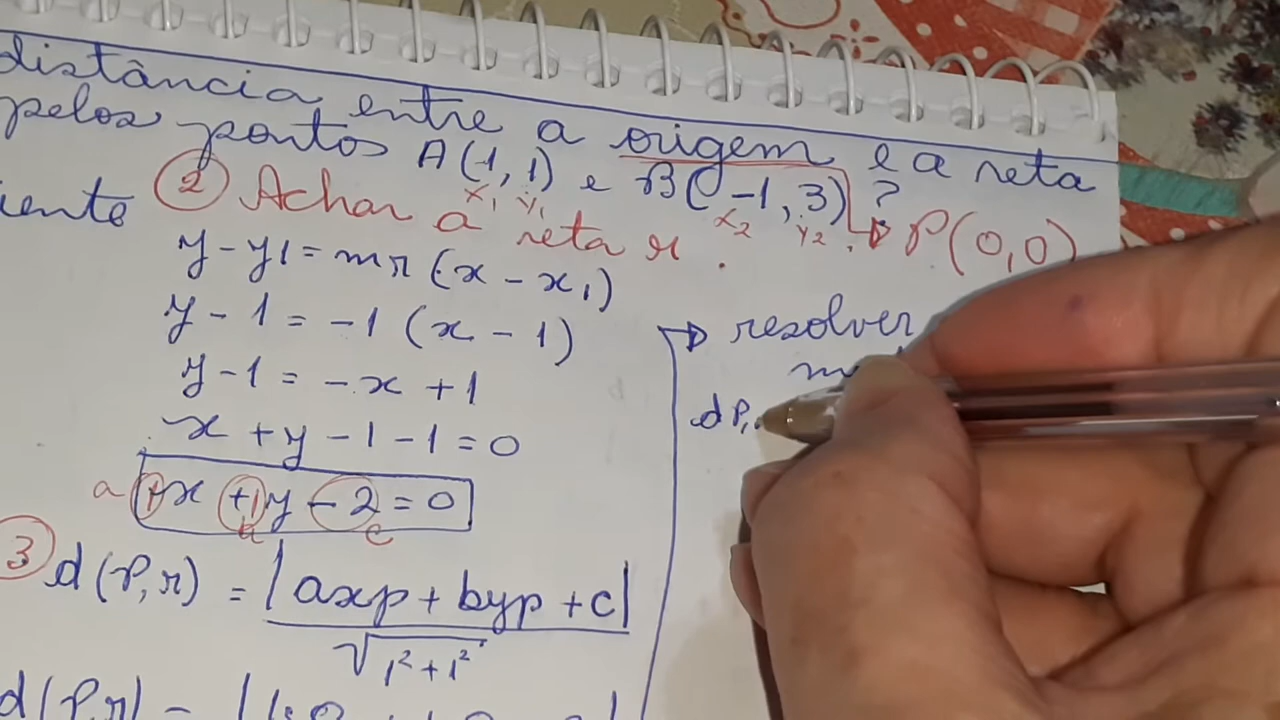 distância entre a origem e a reta
pelos pontos A(1,1) e B(-1,3)?
x₁ y₁ x₂ y₂
P(0,0)
iente
② Achar a reta r.
y-y₁=mr(x-x₁)
y-1=-1(x-1)
y-1=-x+1
x+y-1-1=0
a 1x+1y-2=0
c
③ d(P,r)=|axp+byp+c|
√1²+1²
d(P,r)=
→ resolver
dP,